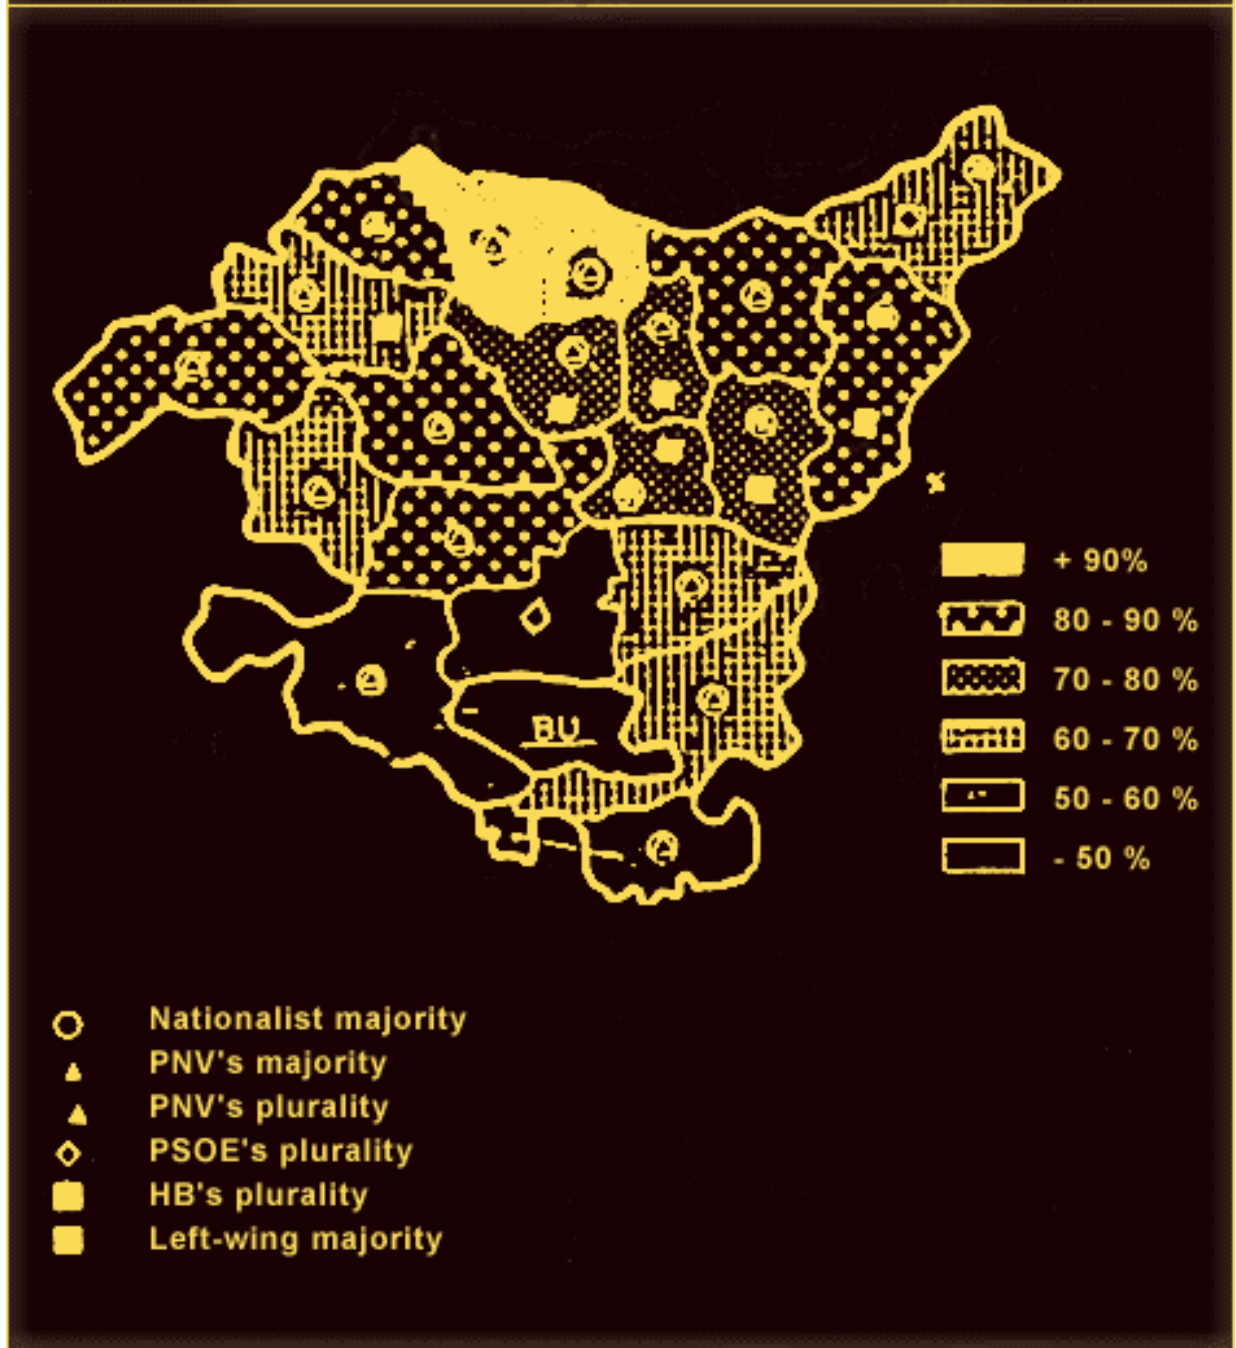 BU
+ 90%
80 - 90 %
70 - 80 %
60 - 70 %
50 - 60 %
- 50 %
Nationalist majority
PNV's majority
PNV's plurality
PSOE's plurality
HB's plurality
Left-wing majority